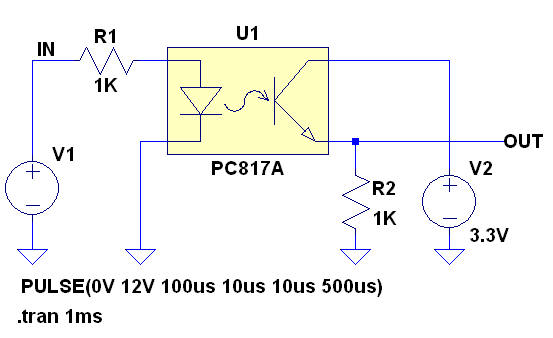 U1
R1
IN
1K
V1
PC817A
OUT
V2
R2
1K
3.3V
PULSE(0V 12V 100us 10us 10us 500us)
.tran 1ms